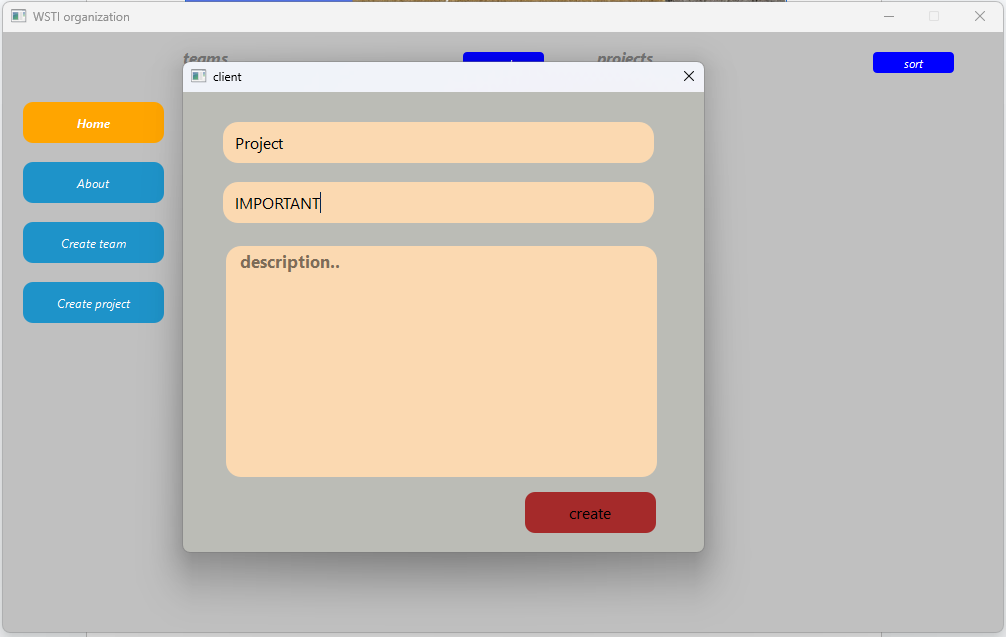 WSTI organization
teams
projects
sort
client
Home
Project
About
IMPORTANT
Create team
description..
Create project
create